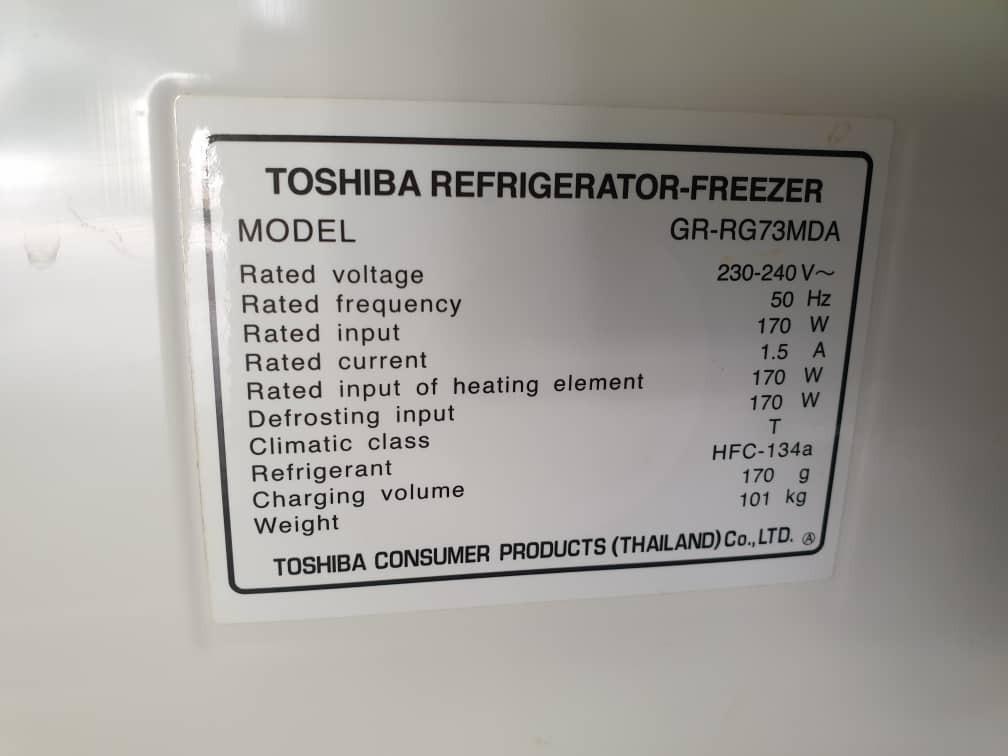 TOSHIBA REFRIGERATOR-FREEZER
MODEL GR-RG73MDA
Rated voltage 230-240 V~
Rated frequency 50 Hz
Rated input 170 W
Rated current 1.5 A
Rated input of heating element 170 W
Defrosting input 170 W
Climatic class T
Refrigerant HFC-134a
Charging volume 170 g
Weight 101 kg
TOSHIBA CONSUMER PRODUCTS (THAILAND) Co.,LTD. Ⓐ